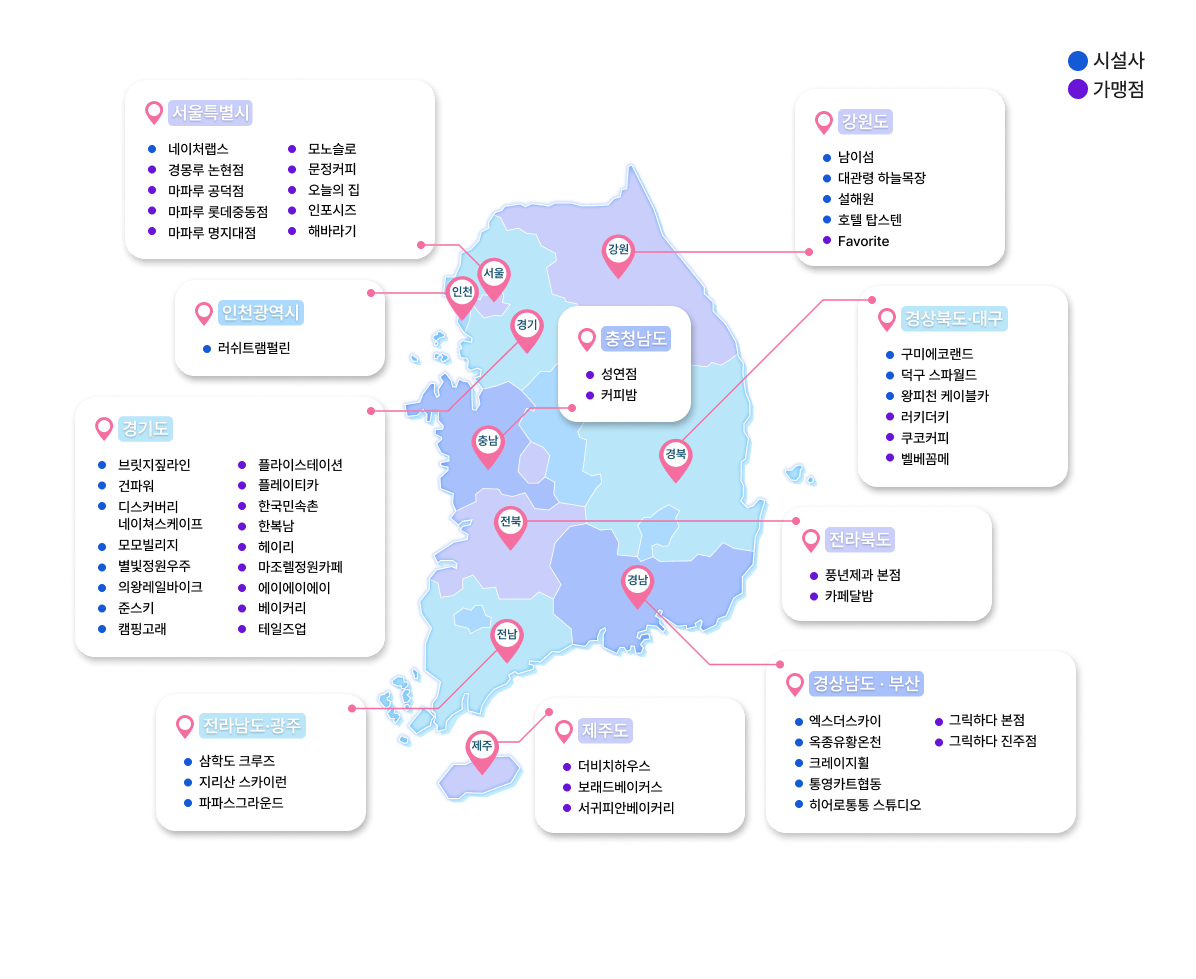 시설사
가맹점
서울특별시
네이처랩스
경몽루 논현점
마파루 공덕점
마파루 롯데중동점
마파루 명지대점
모노슬로
문정커피
오늘의 집
인포시즈
해바라기
강원도
남이섬
대관령 하늘목장
설해원
호텔 탑스텐
Favorite
인천광역시
러쉬트램펄린
충청남도
성연점
커피밤
경상북도·대구
구미에코랜드
덕구 스파월드
왕피천 케이블카
러키더키
쿠코커피
벨베꼼메
경기도
브릿지짚라인
건파워
디스커버리
네이쳐스케이프
모모빌리지
별빛정원우주
의왕레일바이크
준스키
캠핑고래
플라이스테이션
플레이티카
한국민속촌
한복남
헤이리
마조렐정원카페
에이에이에이
베이커리
테일즈업
전라북도
풍년제과 본점
카페달밤
전라남도·광주
삼학도 크루즈
지리산 스카이런
파파스그라운드
제주도
더비치하우스
보래드베이커스
서귀피안베이커리
경상남도 · 부산
엑스더스카이
옥종유황온천
크레이지휠
통영카트협동
히어로통통 스튜디오
그릭하다 본점
그릭하다 진주점
강원
서울
인천
경기
충남
경북
전북
경남
전남
제주